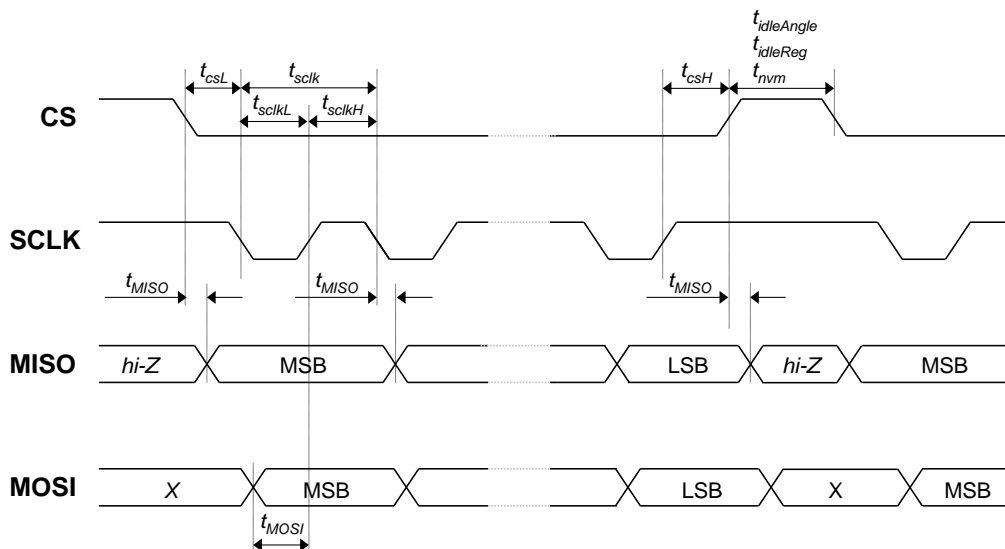 t_idleAngle
t_idleReg
t_csL t_sclk t_csH t_nvm
CS t_sclkL t_sclkH
SCLK
t_MISO t_MISO t_MISO
MISO hi-Z MSB LSB hi-Z MSB
MOSI X MSB LSB X MSB
t_MOSI